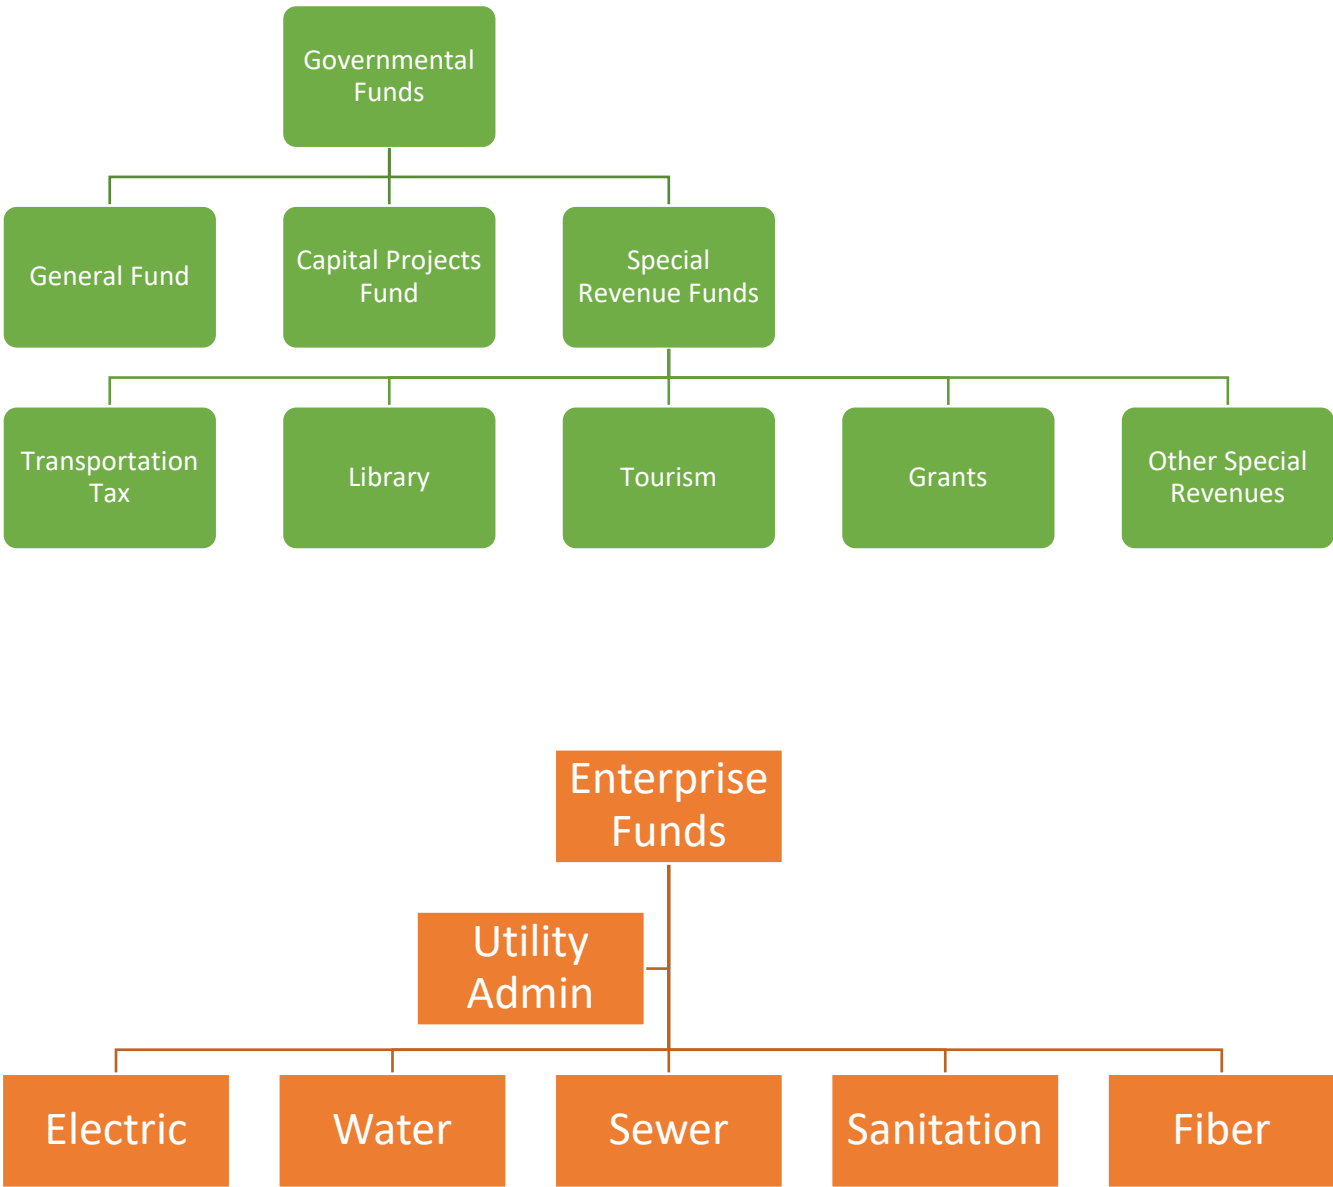 Governmental
Funds
General Fund
Capital Projects
Fund
Special
Revenue Funds
Transportation
Tax
Library
Tourism
Grants
Other Special
Revenues
Enterprise
Funds
Utility
Admin
Electric
Water
Sewer
Sanitation
Fiber